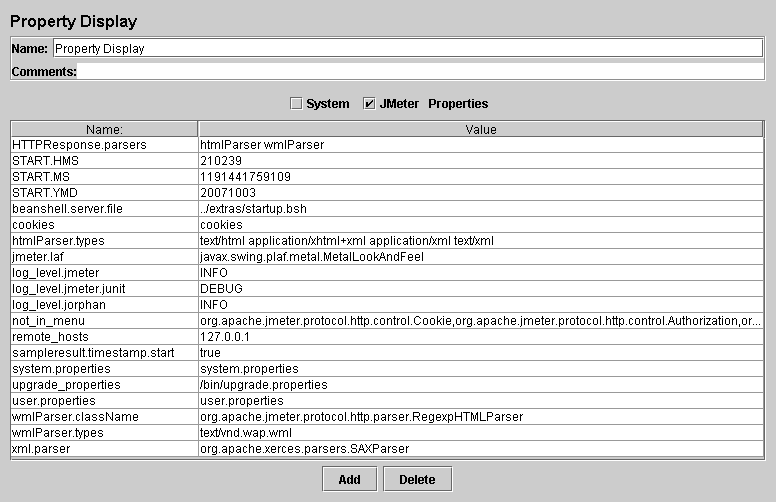 Property Display
Name: Property Display
Comments:
System JMeter Properties
Name: Value
HTTPResponse.parsers htmlParser wmlParser
START.HMS 210239
START.MS 1191441759109
START.YMD 20071003
beanshell.server.file ../extras/startup.bsh
cookies cookies
htmlParser.types text/html application/xhtml+xml application/xml text/xml
jmeter.laf javax.swing.plaf.metal.MetalLookAndFeel
log_level.jmeter INFO
log_level.jmeter.junit DEBUG
log_level.jorphan INFO
not_in_menu org.apache.jmeter.protocol.http.control.Cookie,org.apache.jmeter.protocol.http.control.Authorization,or...
remote_hosts 127.0.0.1
sampleresult.timestamp.start true
system.properties system.properties
upgrade_properties /bin/upgrade.properties
user.properties user.properties
wmlParser.className org.apache.jmeter.protocol.http.parser.RegexpHTMLParser
wmlParser.types text/vnd.wap.wml
xml.parser org.apache.xerces.parsers.SAXParser
Add Delete